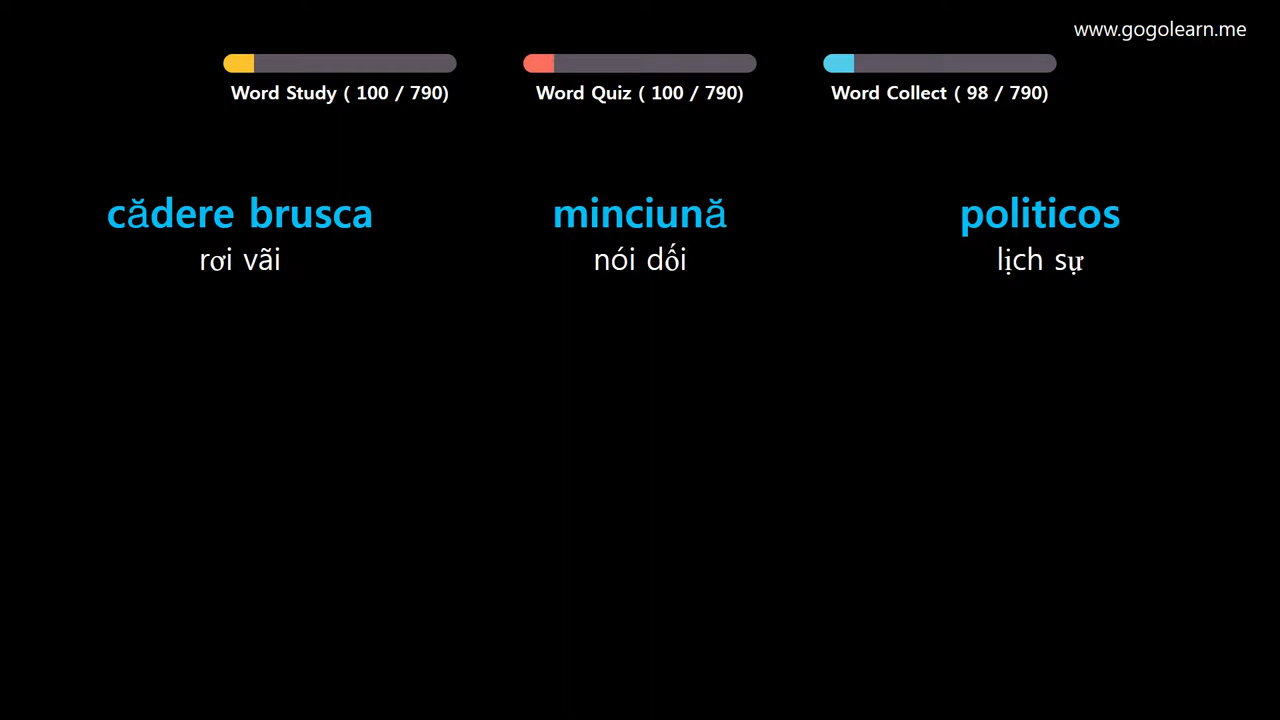 www.gogolearn.me
Word Study ( 100 / 790)
Word Quiz ( 100 / 790)
Word Collect ( 98 / 790)
cădere brusca
minciună
politicos
rơi vãi
nói dối
lịch sự